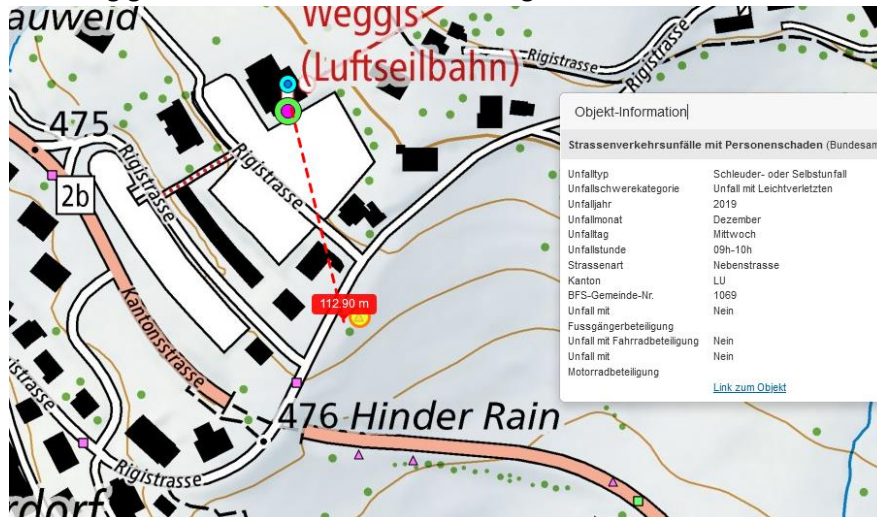 Weggis
(Luftseilbahn)
auweid
Rigistrasse
Rigistrasse
475
Rigistrasse
Rigistrasse
2b
112.90 m
Kantonsstrasse
476 Hinder Rain
Rigistrasse
rdorf
Objekt-Information
Strassenverkehrsunfälle mit Personenschaden (Bundesam
Unfalltyp Schleuder- oder Selbstunfall
Unfallschwerekategorie Unfall mit Leichtverletzten
Unfalljahr 2019
Unfallmonat Dezember
Unfalltag Mittwoch
Unfallstunde 09h-10h
Strassenart Nebenstrasse
Kanton LU
BFS-Gemeinde-Nr. 1069
Unfall mit Nein
Fussgängerbeteiligung
Unfall mit Fahrradbeteiligung Nein
Unfall mit Nein
Motorradbeteiligung
Link zum Objekt